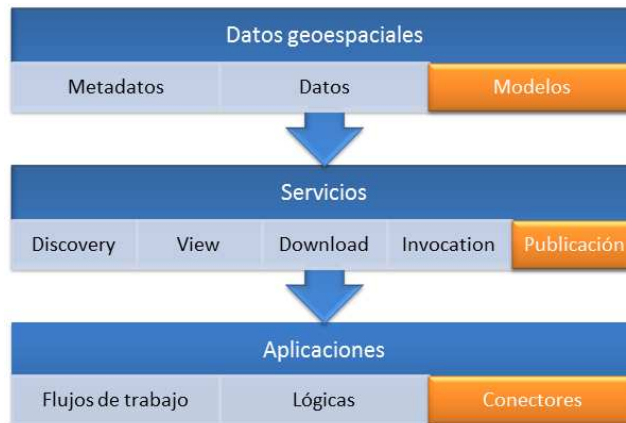 Datos geoespaciales
Metadatos Datos Modelos
Servicios
Discovery View Download Invocation Publicación
Aplicaciones
Flujos de trabajo Lógicas Conectores